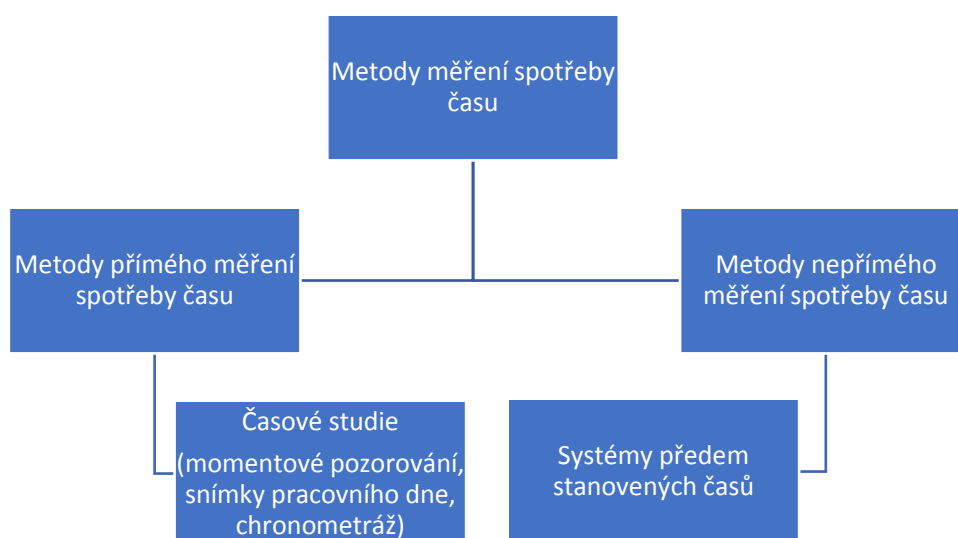 Metody měření spotřeby
času
Metody přímého měření
spotřeby času
Metody nepřímého
měření spotřeby času
Časové studie
(momentové pozorování,
snímky pracovního dne,
chronometráž)
Systémy předem
stanovených časů